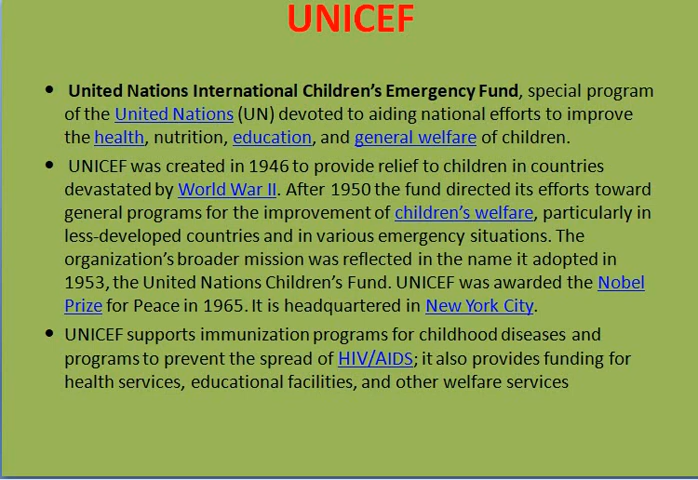 UNICEF
• United Nations International Children's Emergency Fund, special program
of the United Nations (UN) devoted to aiding national efforts to improve
the health, nutrition, education, and general welfare of children.
• UNICEF was created in 1946 to provide relief to children in countries
devastated by World War II. After 1950 the fund directed its efforts toward
general programs for the improvement of children's welfare, particularly in
less-developed countries and in various emergency situations. The
organization's broader mission was reflected in the name it adopted in
1953, the United Nations Children's Fund. UNICEF was awarded the Nobel
Prize for Peace in 1965. It is headquartered in New York City.
• UNICEF supports immunization programs for childhood diseases and
programs to prevent the spread of HIV/AIDS; it also provides funding for
health services, educational facilities, and other welfare services